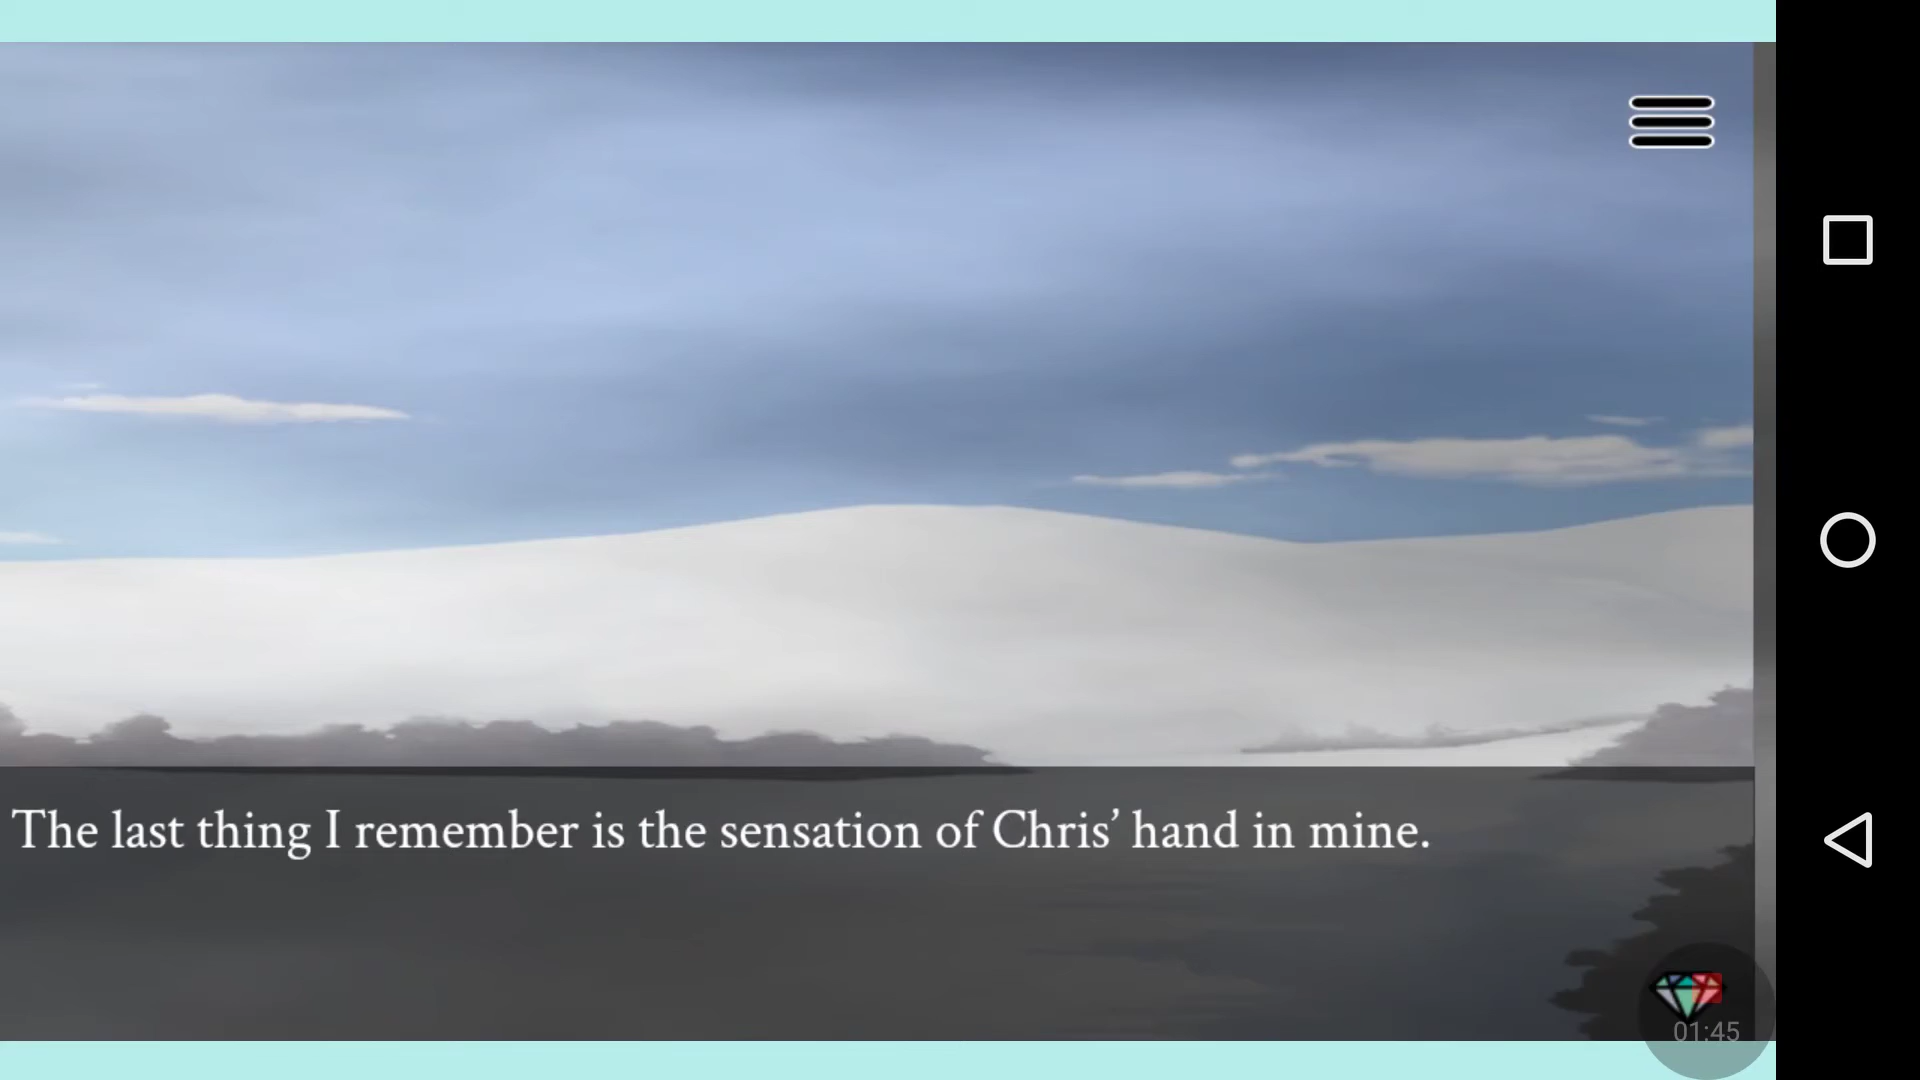 The last thing I remember is the sensation of Chris’ hand in mine.
01:45